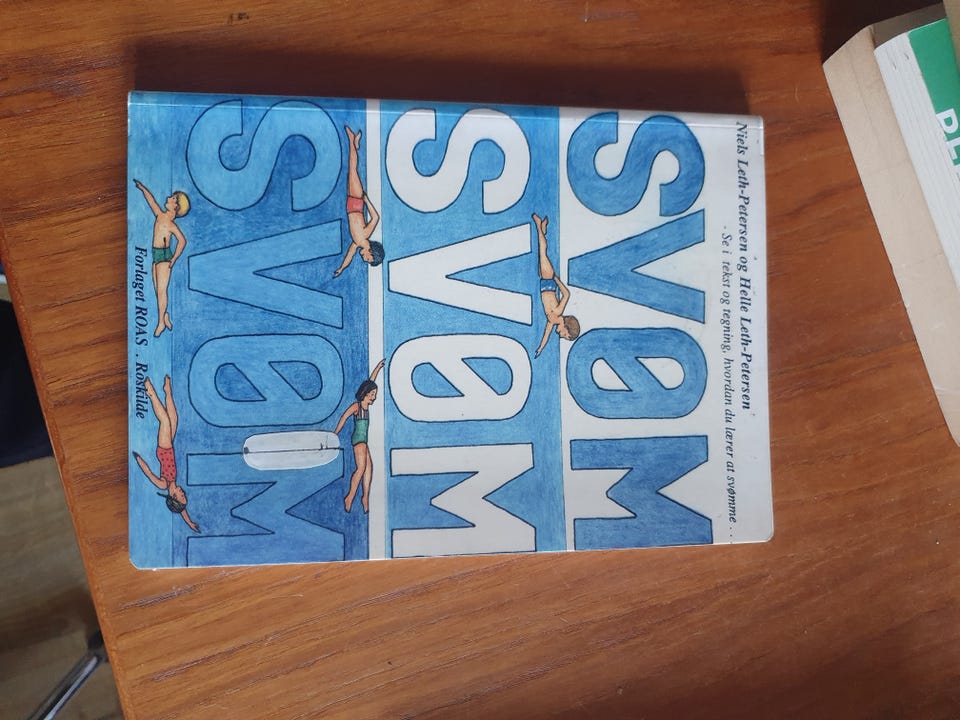 Niels Leth-Petersen og Helle Leth-Petersen
- Se i tekst og tegning, hvordan du lærer at svømme . . .
SVØM
SVØM
SVØM
Forlaget ROAS . Roskilde